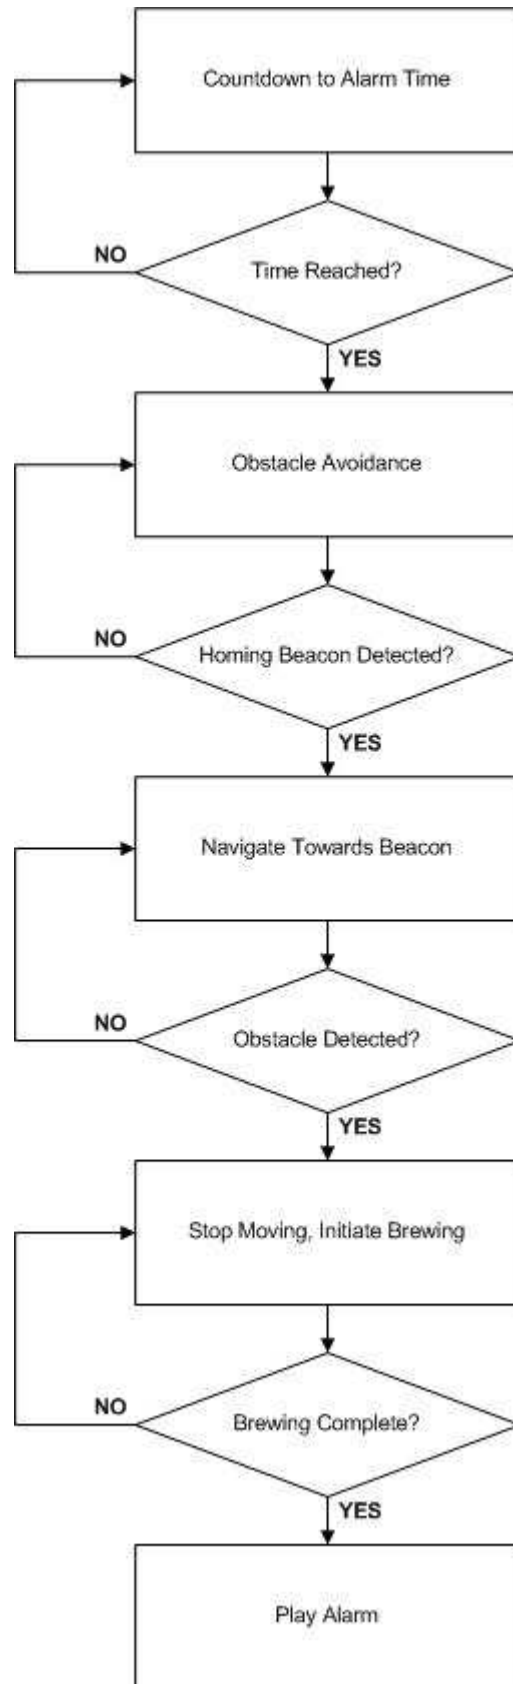 Countdown to Alarm Time
NO
Time Reached?
YES
Obstacle Avoidance
NO
Homing Beacon Detected?
YES
Navigate Towards Beacon
NO
Obstacle Detected?
YES
Stop Moving, Initiate Brewing
NO
Brewing Complete?
YES
Play Alarm